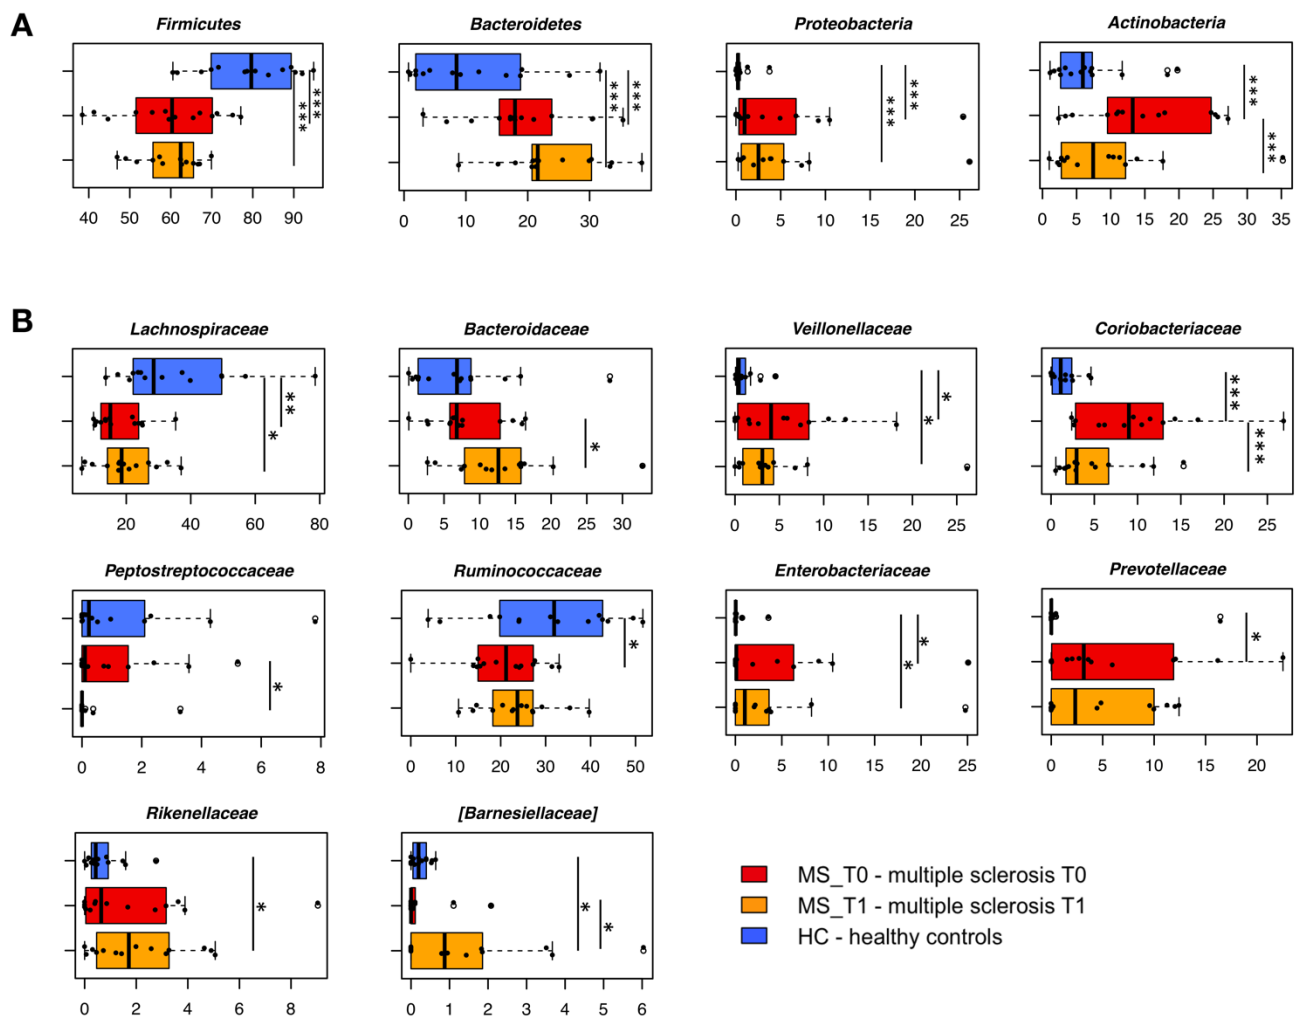 A
Firmicutes Bacteroidetes Proteobacteria Actinobacteria
*** *** *** *** *** *** *** ***
40 50 60 70 80 90 0 10 20 30 0 5 10 15 20 25 0 5 10 15 20 25 30 35
B
Lachnospiraceae Bacteroidaceae Veillonellaceae Coriobacteriaceae
* ** * * * *** ***
20 40 60 80 0 5 10 15 20 25 30 0 5 10 15 20 25 0 5 10 15 20 25
Peptostreptococcaceae Ruminococcaceae Enterobacteriaceae Prevotellaceae
* * * * *
0 2 4 6 8 0 10 20 30 40 50 0 5 10 15 20 25 0 5 10 15 20
Rikenellaceae [Barnesiellaceae]
* * *
0 2 4 6 8 0 1 2 3 4 5 6
MS_T0 - multiple sclerosis T0
MS_T1 - multiple sclerosis T1
HC - healthy controls